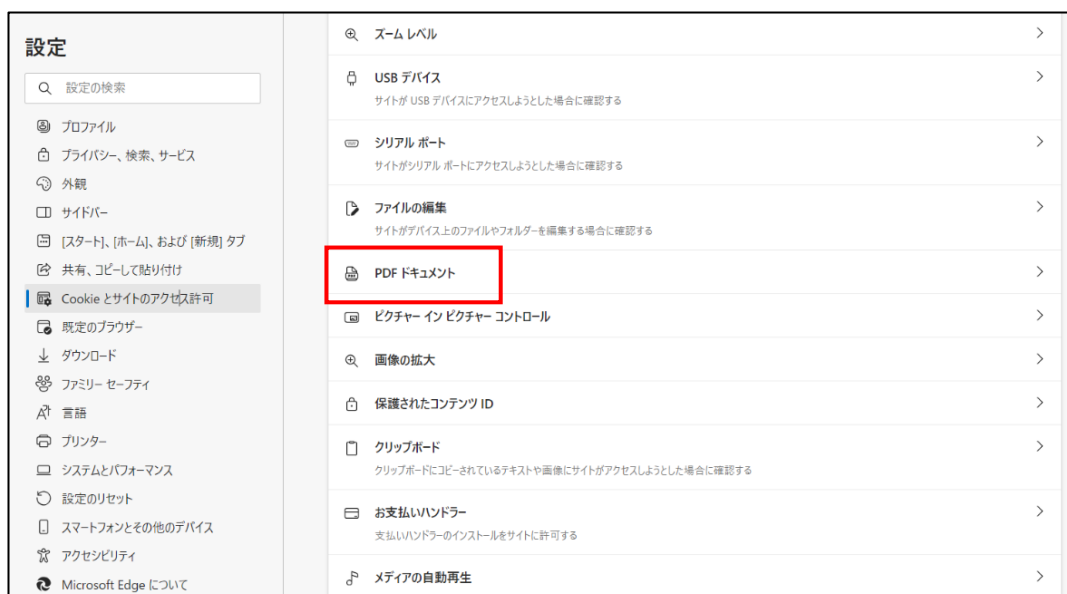 設定
設定の検索
プロファイル
プライバシー、検索、サービス
外観
サイドバー
[スタート]、[ホーム]、および [新規] タブ
共有、コピーして貼り付け
Cookie とサイトのアクセス許可
既定のブラウザー
ダウンロード
ファミリー セーフティ
言語
プリンター
システムとパフォーマンス
設定のリセット
スマートフォンとその他のデバイス
アクセシビリティ
Microsoft Edge について
ズーム レベル
USB デバイス
サイトが USB デバイスにアクセスしようとした場合に確認する
シリアル ポート
サイトがシリアル ポートにアクセスしようとした場合に確認する
ファイルの編集
サイトがデバイス上のファイルやフォルダーを編集する場合に確認する
PDF ドキュメント
ピクチャー イン ピクチャー コントロール
画像の拡大
保護されたコンテンツ ID
クリップボード
クリップボードにコピーされているテキストや画像にサイトがアクセスしようとした場合に確認する
お支払いハンドラー
支払いハンドラーのインストールをサイトに許可する
メディアの自動再生